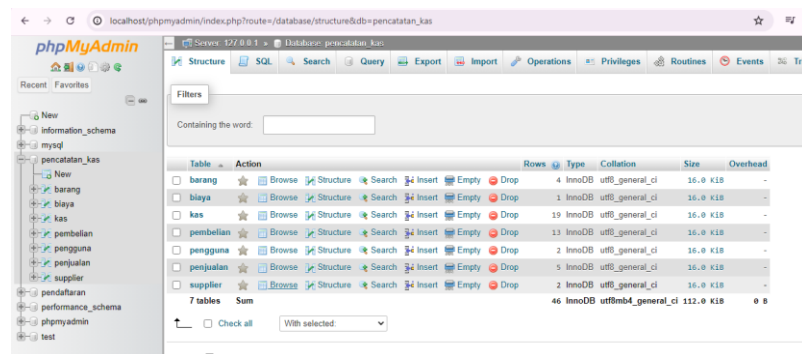 localhost/phpmyadmin/index.php?route=/database/structure&db=pencatatan_kas
phpMyAdmin
Recent Favorites
New
information_schema
mysql
pencatatan_kas
New
barang
biaya
kas
pembelian
pengguna
penjualan
supplier
pendaftaran
performance_schema
phpmyadmin
test
Server: 127.0.0.1 » Database: pencatatan_kas
Structure SQL Search Query Export Import Operations Privileges Routines Events Tr
Filters
Containing the word:
Table Action Rows Type Collation Size Overhead
barang Browse Structure Search Insert Empty Drop 4 InnoDB utf8_general_ci 16.0 KiB -
biaya Browse Structure Search Insert Empty Drop 1 InnoDB utf8_general_ci 16.0 KiB -
kas Browse Structure Search Insert Empty Drop 19 InnoDB utf8_general_ci 16.0 KiB -
pembelian Browse Structure Search Insert Empty Drop 13 InnoDB utf8_general_ci 16.0 KiB -
pengguna Browse Structure Search Insert Empty Drop 2 InnoDB utf8_general_ci 16.0 KiB -
penjualan Browse Structure Search Insert Empty Drop 5 InnoDB utf8_general_ci 16.0 KiB -
supplier Browse Structure Search Insert Empty Drop 2 InnoDB utf8_general_ci 16.0 KiB -
7 tables Sum 46 InnoDB utf8mb4_general_ci 112.0 KiB 0 B
Check all With selected: